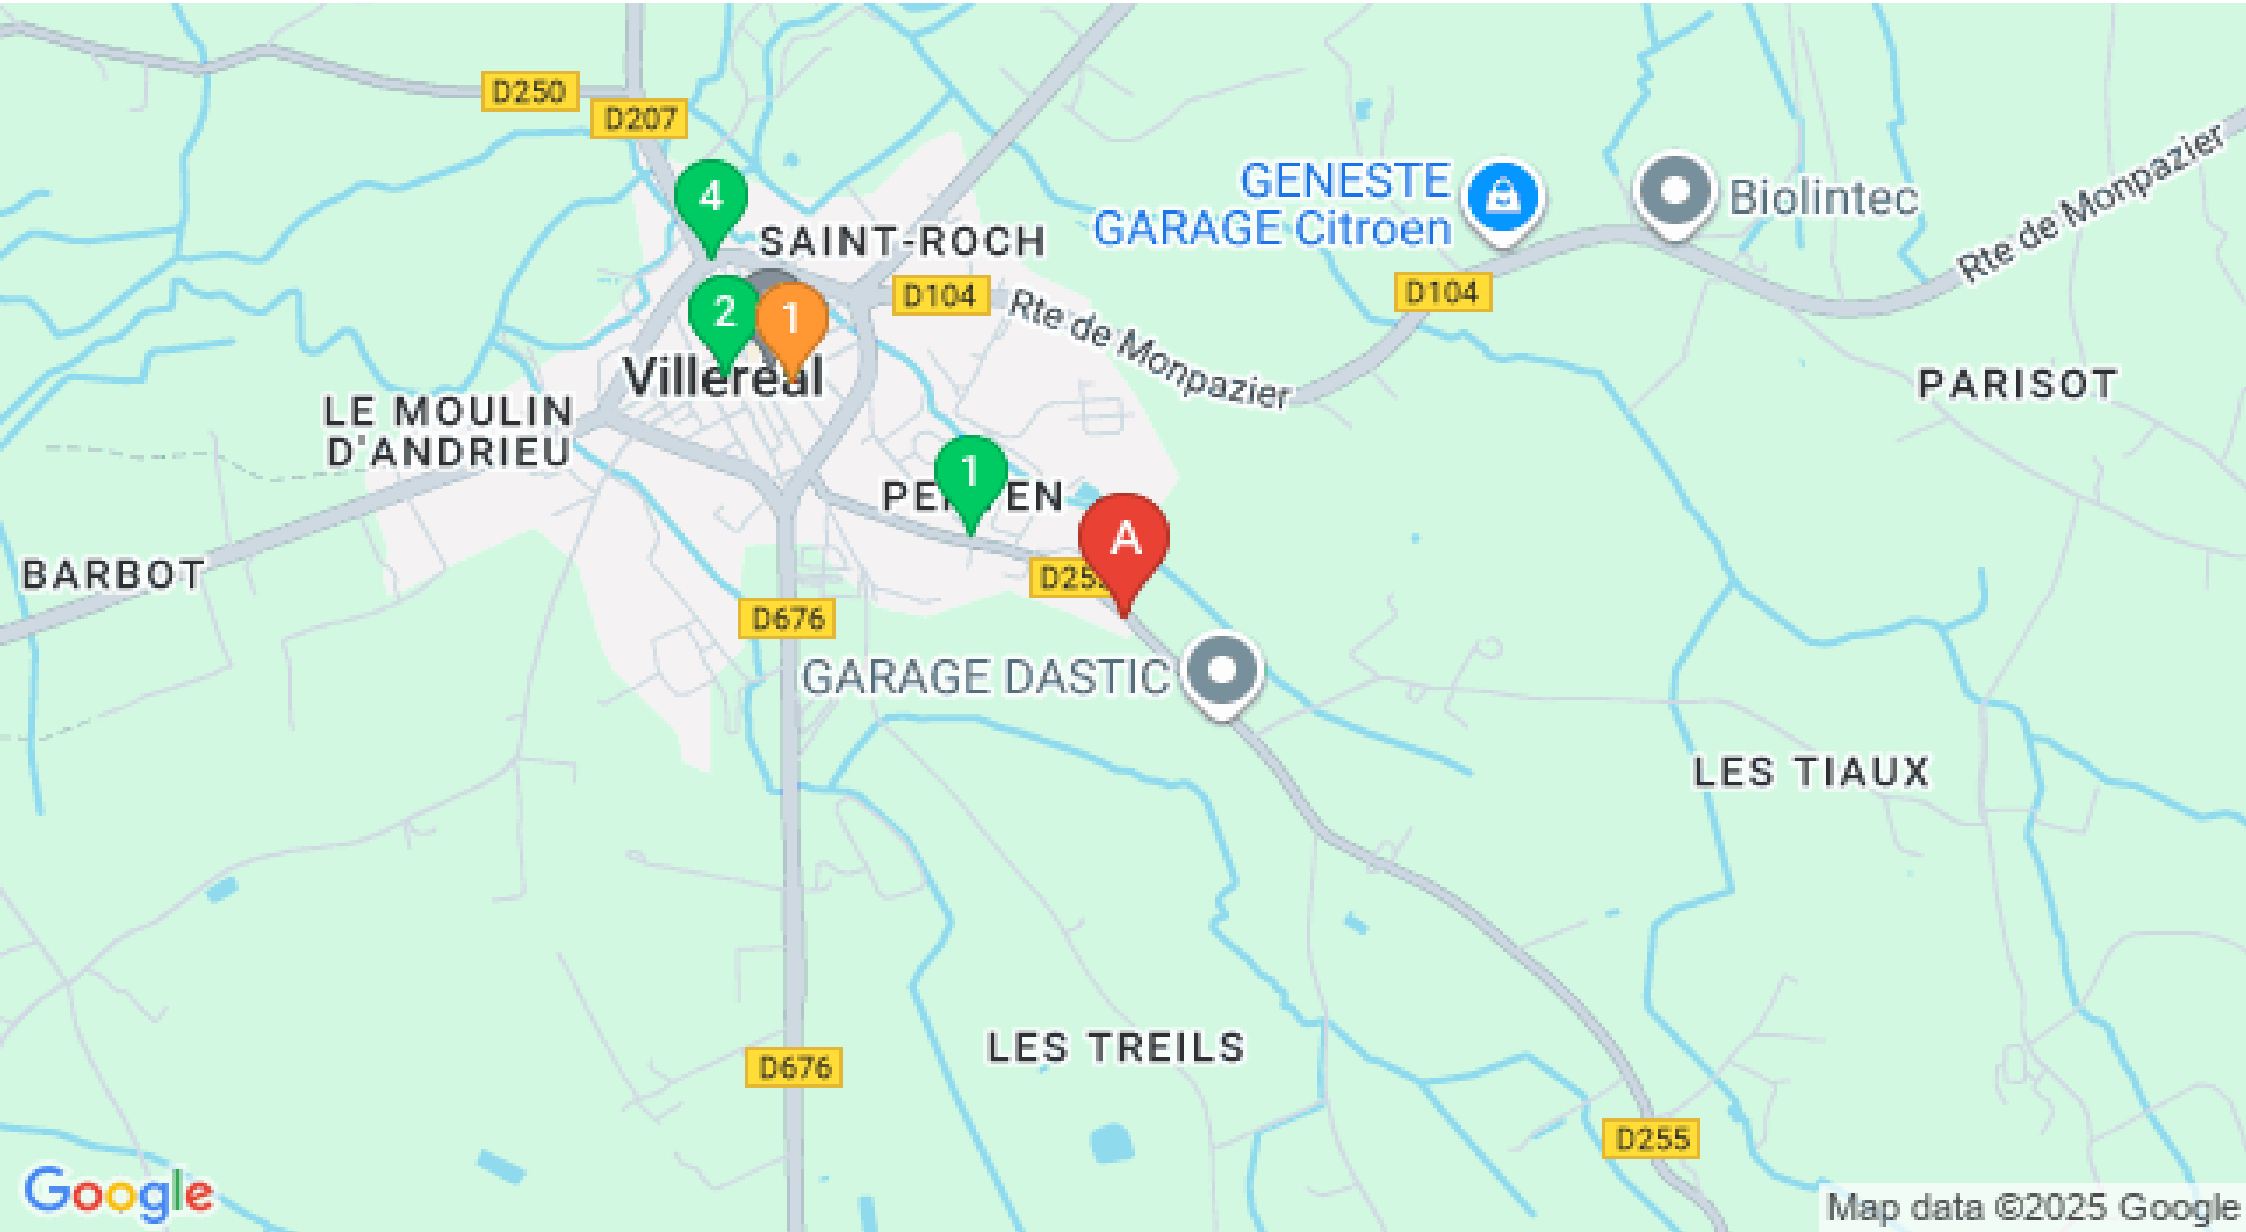 D250
D207
4
SAINT-ROCH
GENESTE
GARAGE Citroen
Biolintec
Rte de Monpazier
D104
Rte de Monpazier
D104
2
1
Villeréal
PARISOT
LE MOULIN
D'ANDRIEU
1
A
BARBOT
D676
GARAGE DASTIC
LES TIAUX
LES TREILS
D676
D255
Google
Map data ©2025 Google